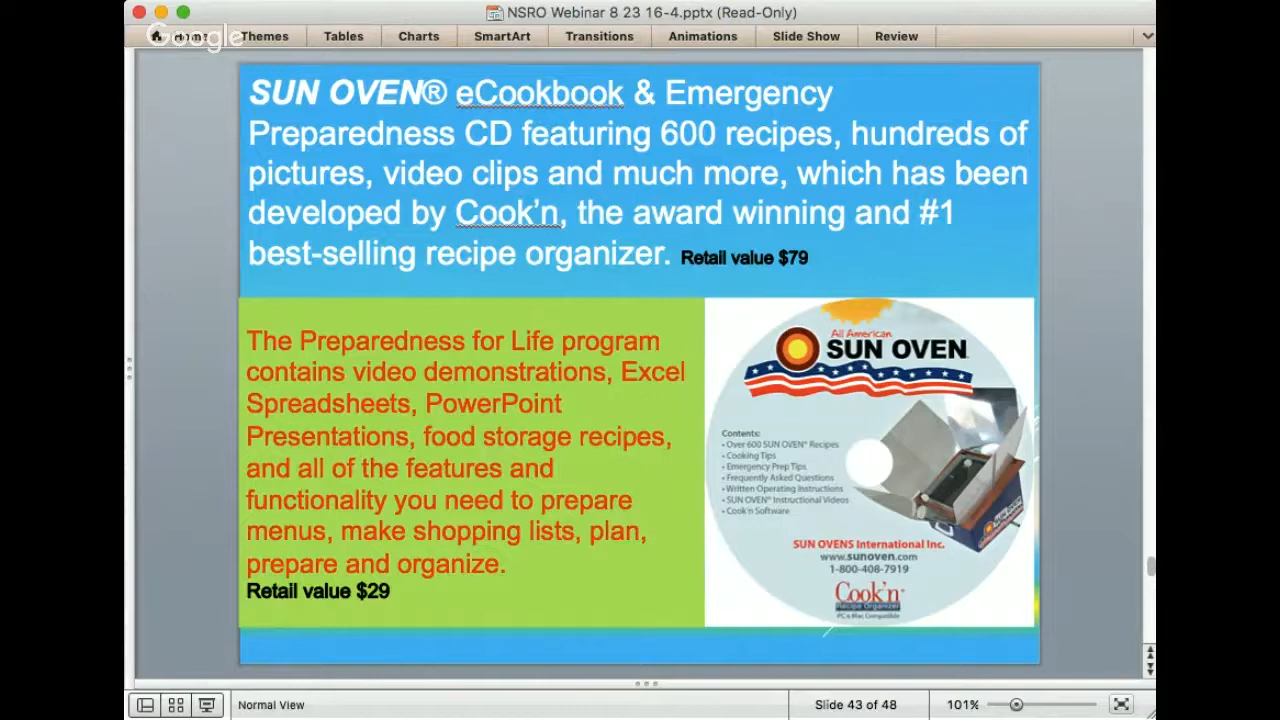 NSRO Webinar 8 23 16-4.pptx (Read-Only)
Google
Home Themes Tables Charts SmartArt Transitions Animations Slide Show Review
SUN OVEN® eCookbook & Emergency
Preparedness CD featuring 600 recipes, hundreds of
pictures, video clips and much more, which has been
developed by Cook’n, the award winning and #1
best-selling recipe organizer. Retail value $79
The Preparedness for Life program
contains video demonstrations, Excel
Spreadsheets, PowerPoint
Presentations, food storage recipes,
and all of the features and
functionality you need to prepare
menus, make shopping lists, plan,
prepare and organize.
Retail value $29
All American
SUN OVEN®
Contents:
• Over 600 SUN OVEN® Recipes
• Cooking Tips
• Emergency Prep Tips
• Frequently Asked Questions
• Written Operating Instructions
• SUN OVEN® Instructional Videos
• Cook'n Software
SUN OVEN
SUN OVENS International Inc.
www.sunoven.com
1-800-408-7919
Cook'n®
Recipe Organizer
PC & Mac Compatible
Normal View Slide 43 of 48 101%